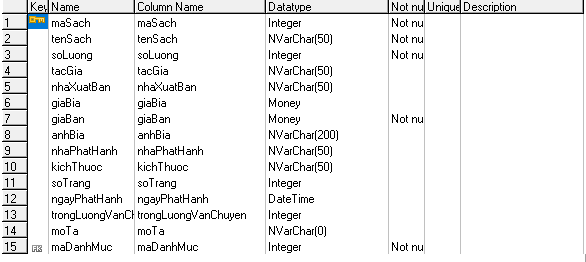 Key Name Column Name Datatype Not nu Unique Description
1 maSach maSach Integer Not nu
2 tenSach tenSach NVarChar(50) Not nu
3 soLuong soLuong Integer Not nu
4 tacGia tacGia NVarChar(50)
5 nhaXuatBan nhaXuatBan NVarChar(50)
6 giaBia giaBia Money
7 giaBan giaBan Money Not nu
8 anhBia anhBia NVarChar(200)
9 nhaPhatHanh nhaPhatHanh NVarChar(50)
10 kichThuoc kichThuoc NVarChar(50)
11 soTrang soTrang Integer
12 ngayPhatHanh ngayPhatHanh DateTime
13 trongLuongVanCh trongLuongVanChuyen Integer
14 moTa moTa NVarChar(0)
15 maDanhMuc maDanhMuc Integer Not nu